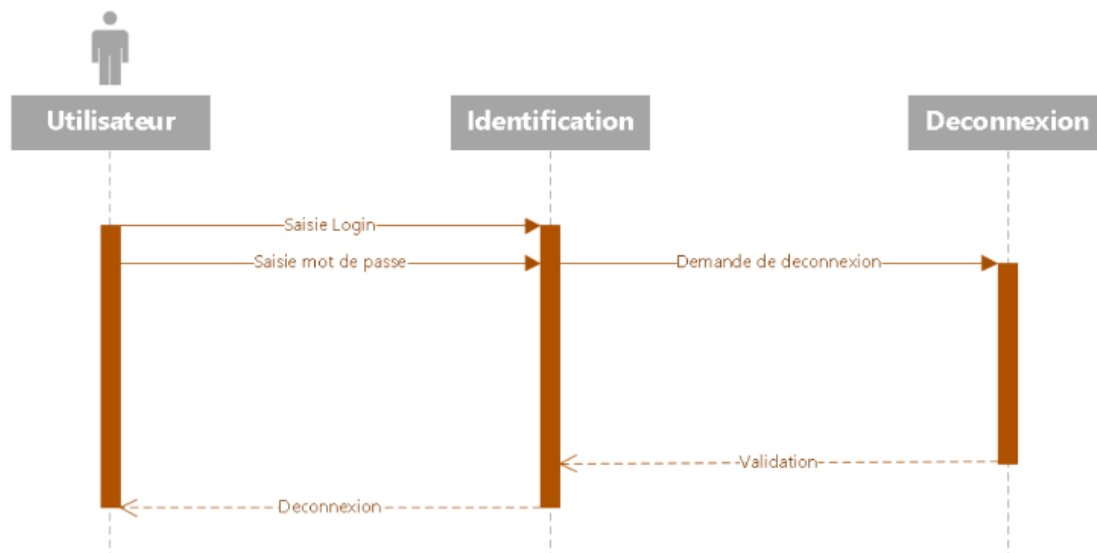 Utilisateur
Identification
Deconnexion
Saisie Login
Saisie mot de passe
Demande de deconnexion
Validation
Deconnexion